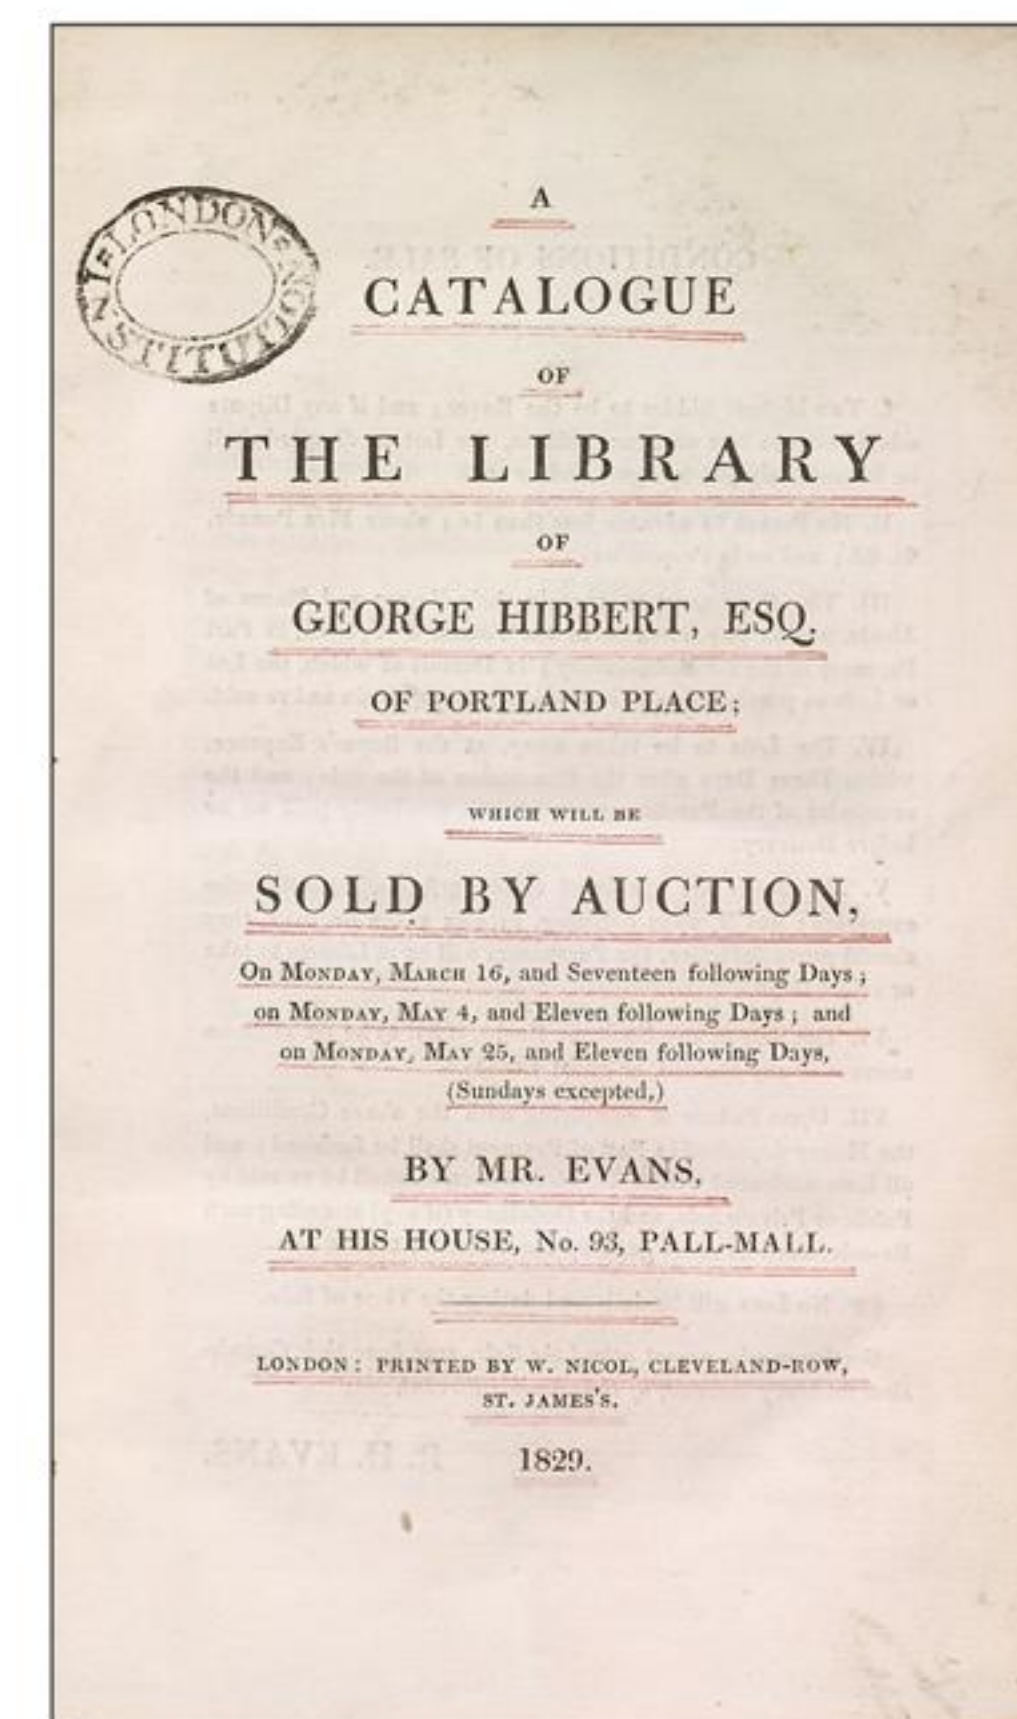 LONDON INSTITUTION
A
CATALOGUE
OF
THE LIBRARY
OF
GEORGE HIBBERT, ESQ.
OF PORTLAND PLACE;
WHICH WILL BE
SOLD BY AUCTION,
On MONDAY, MARCH 16, and Seventeen following Days;
on MONDAY, MAY 4, and Eleven following Days; and
on MONDAY, MAY 25, and Eleven following Days,
(Sundays excepted,)
BY MR. EVANS,
AT HIS HOUSE, No. 93, PALL-MALL.
LONDON: PRINTED BY W. NICOL, CLEVELAND-ROW,
ST. JAMES'S.
1829.